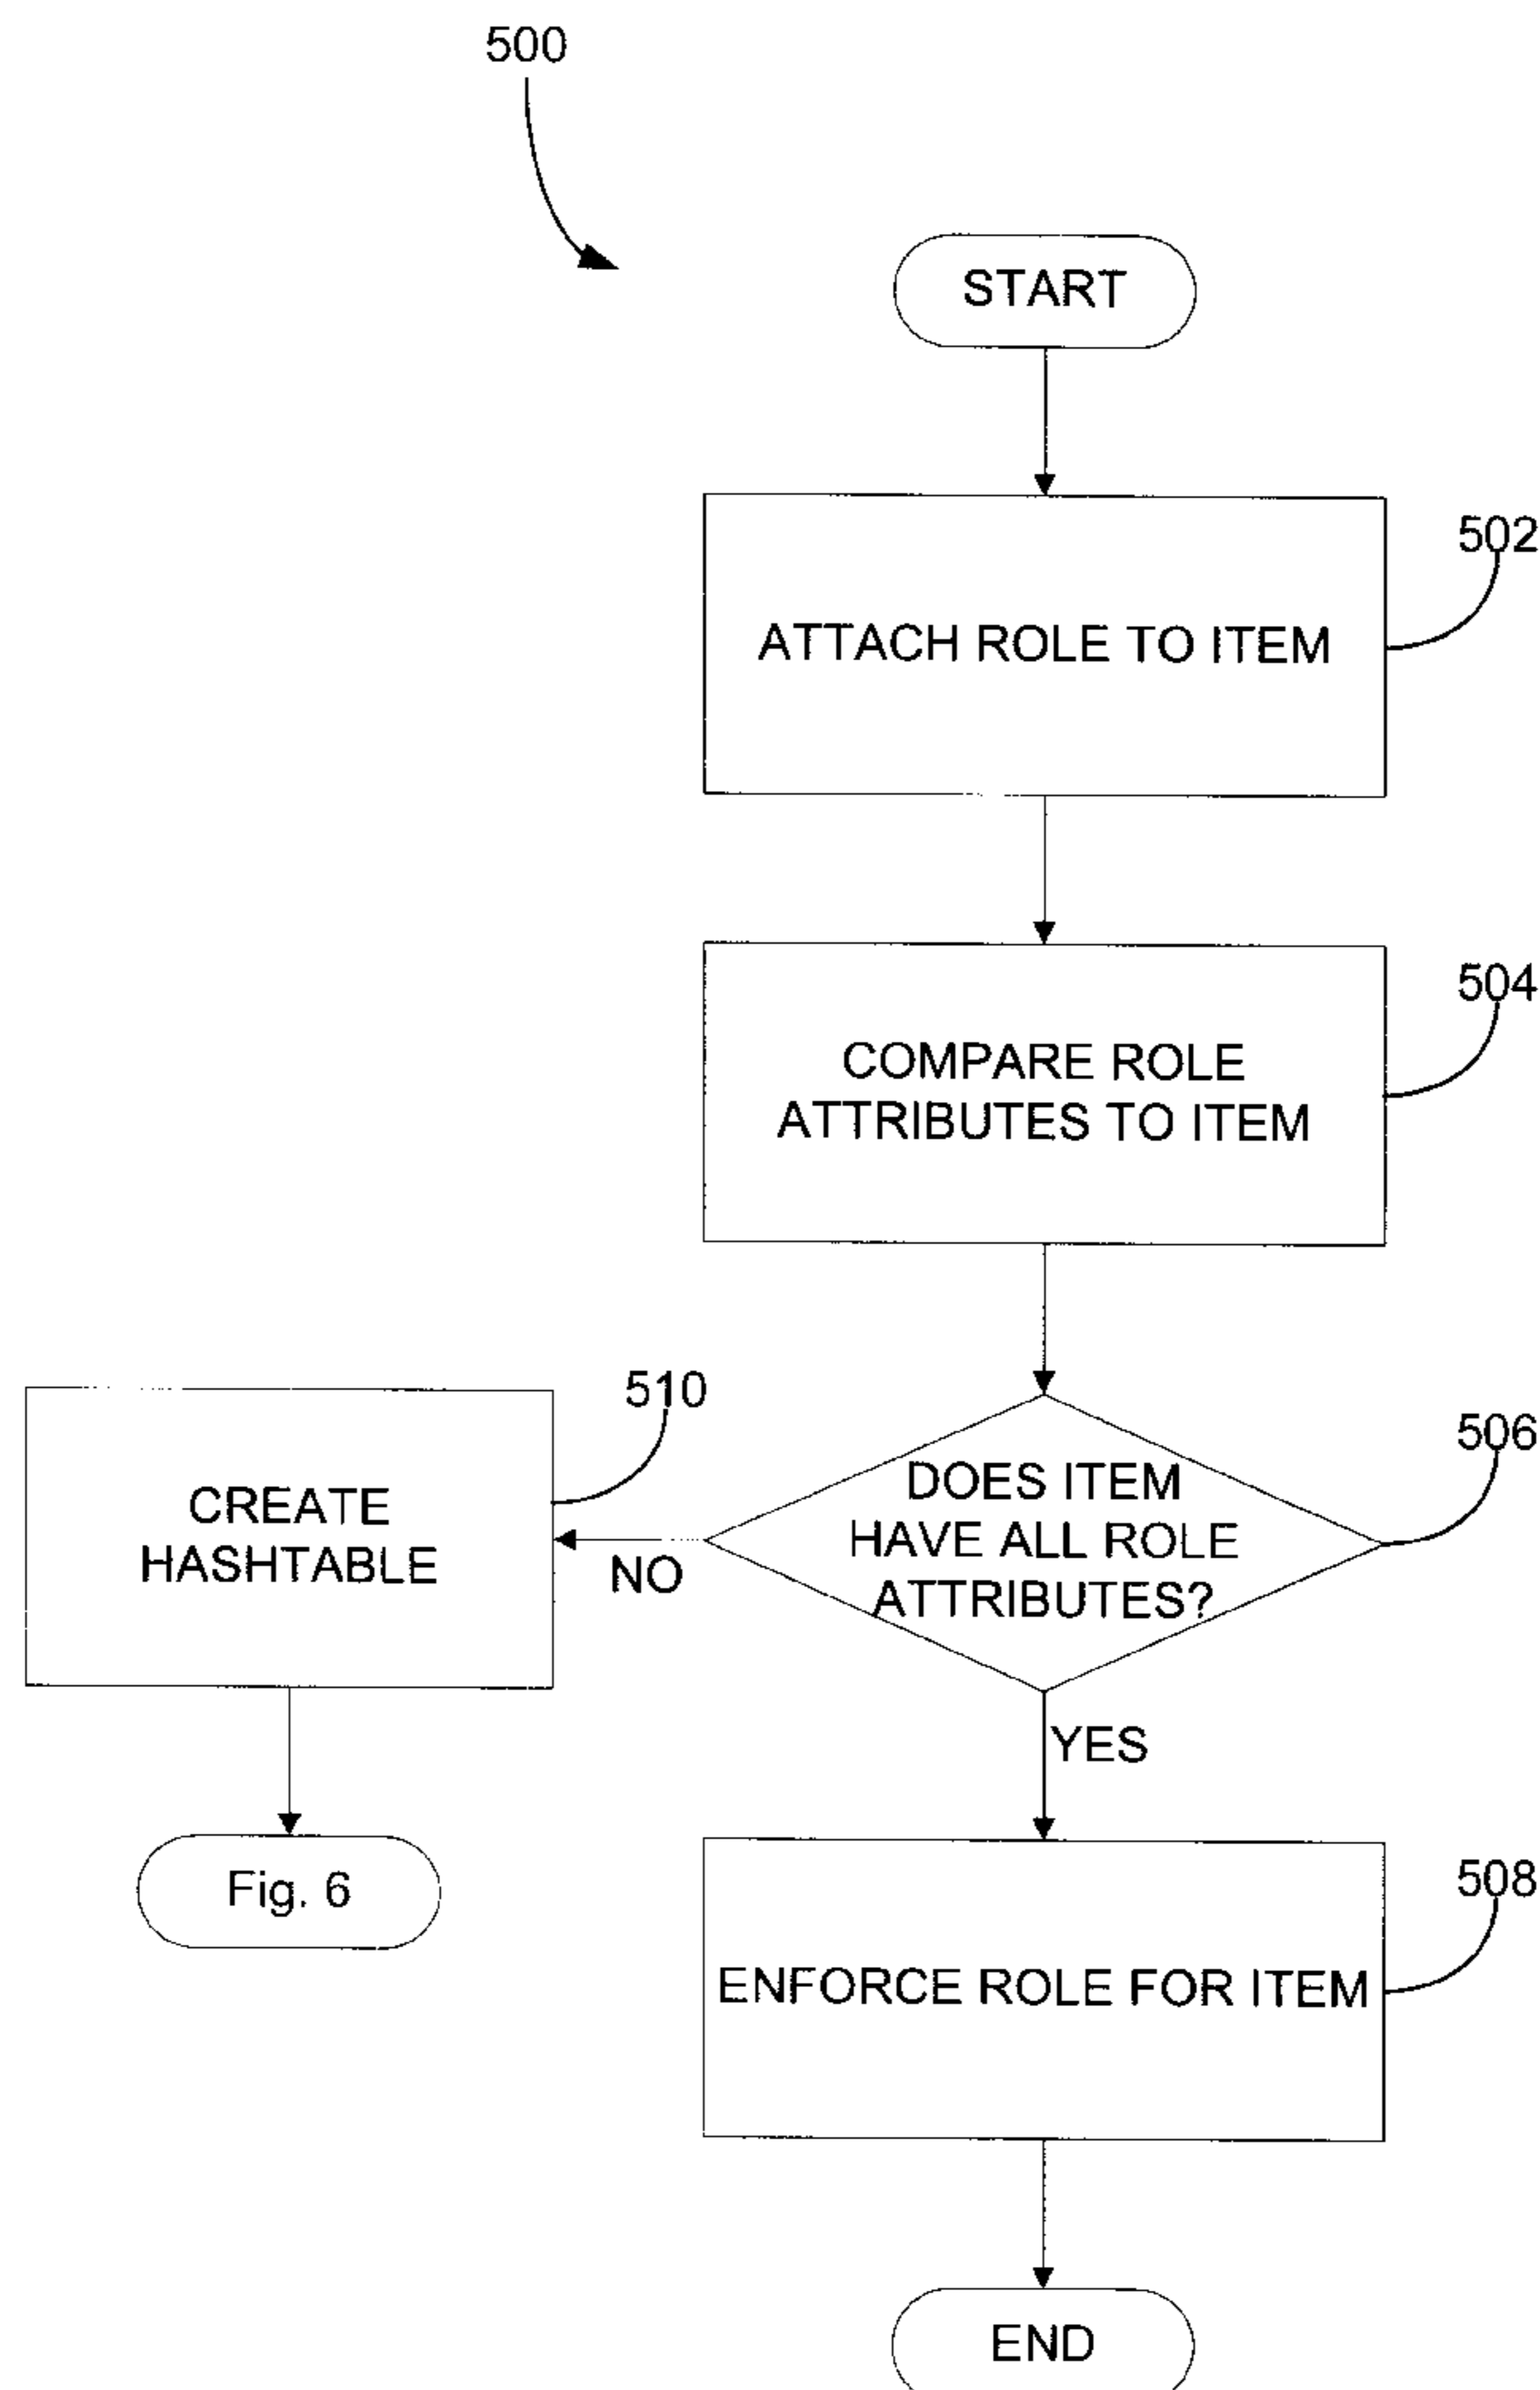 500
START
502
ATTACH ROLE TO ITEM
504
COMPARE ROLE
ATTRIBUTES TO ITEM
510
506
CREATE
HASHTABLE
NO
DOES ITEM
HAVE ALL ROLE
ATTRIBUTES?
YES
Fig. 6
508
ENFORCE ROLE FOR ITEM
END